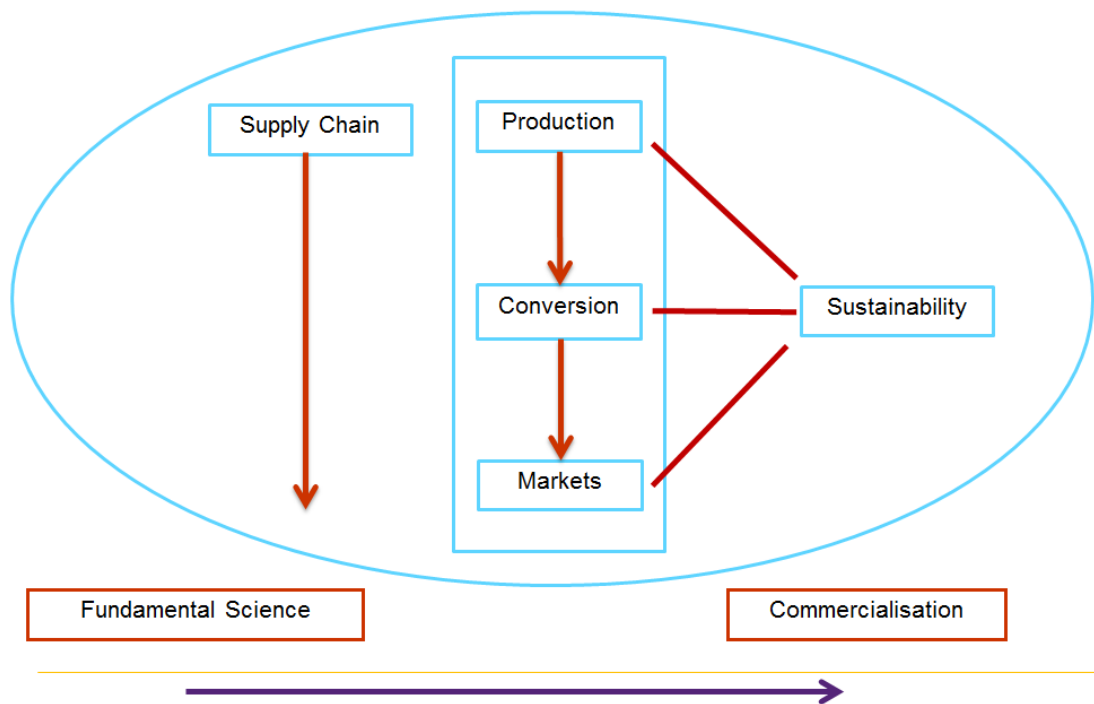 Supply Chain
Production
Conversion
Sustainability
Markets
Fundamental Science
Commercialisation